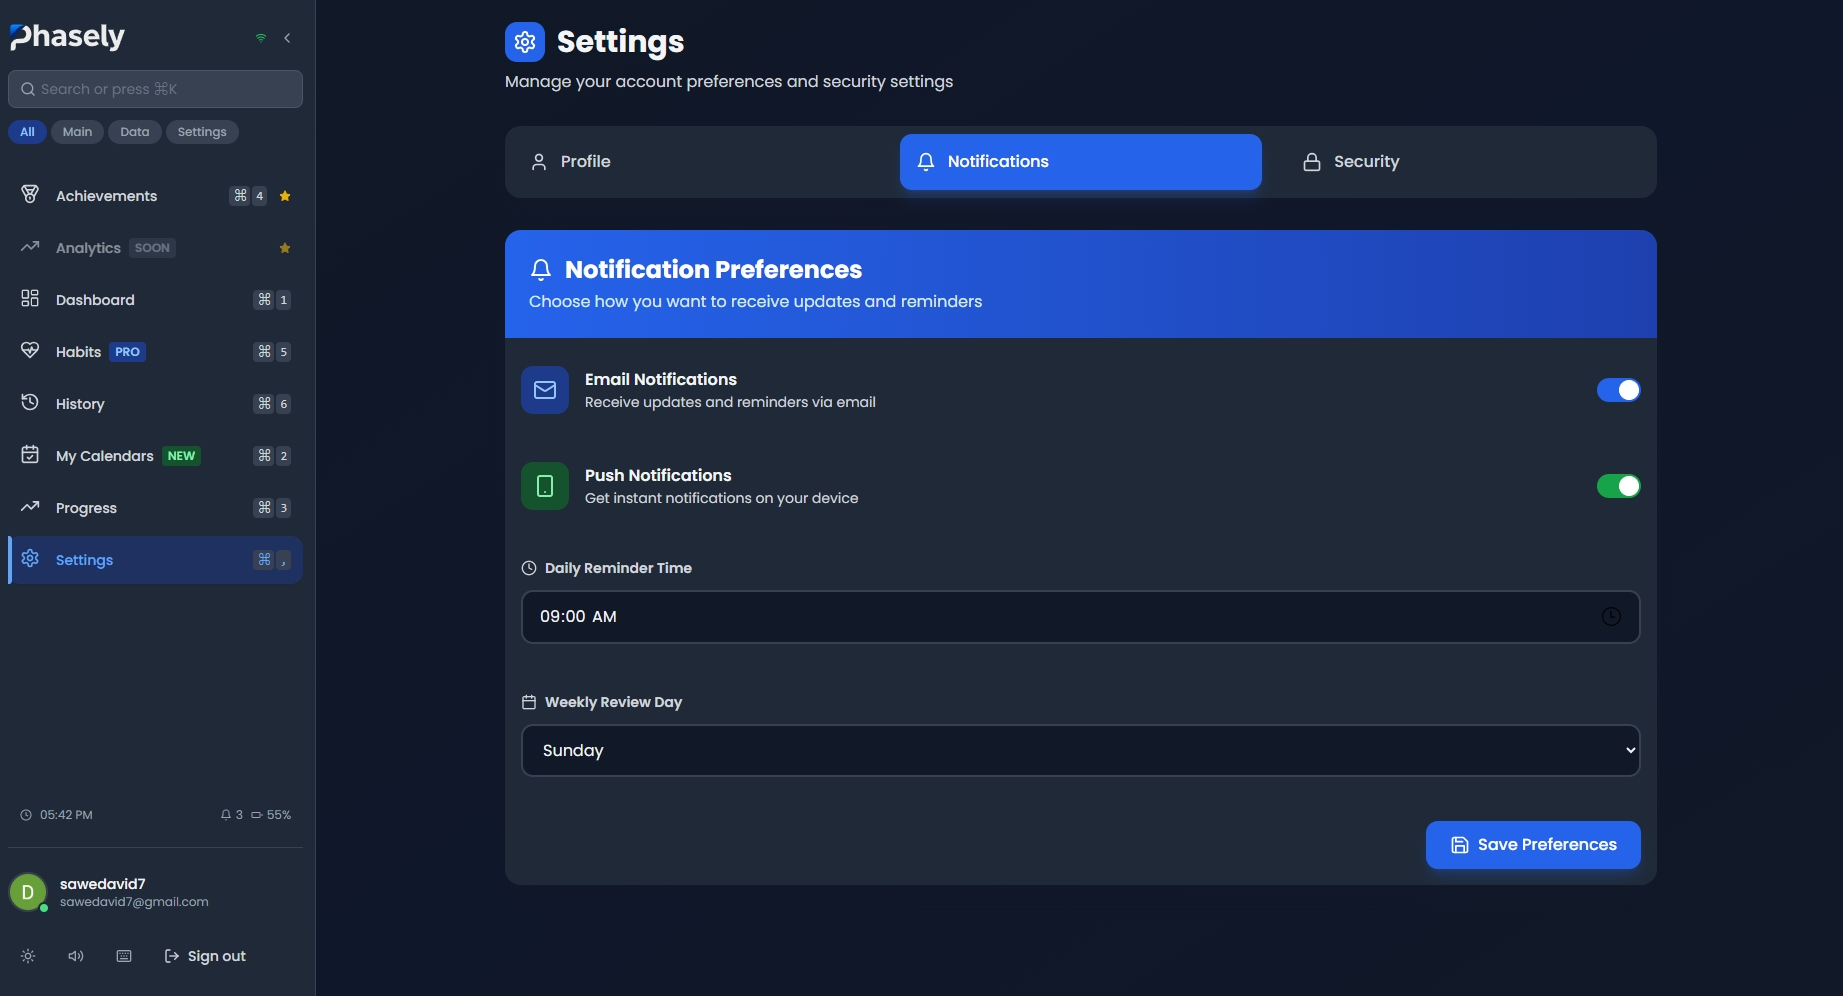 Phasely
Search or press ⌘K
All Main Data Settings
Achievements ⌘ 4
Analytics SOON
Dashboard ⌘ 1
Habits PRO ⌘ 5
History ⌘ 6
My Calendars NEW ⌘ 2
Progress ⌘ 3
Settings ⌘ ,
05:42 PM 3 55%
D
sawedavid7
sawedavid7@gmail.com
Sign out
Settings
Manage your account preferences and security settings
Profile Notifications Security
Notification Preferences
Choose how you want to receive updates and reminders
Email Notifications
Receive updates and reminders via email
Push Notifications
Get instant notifications on your device
Daily Reminder Time
09:00 AM
Weekly Review Day
Sunday
Save Preferences